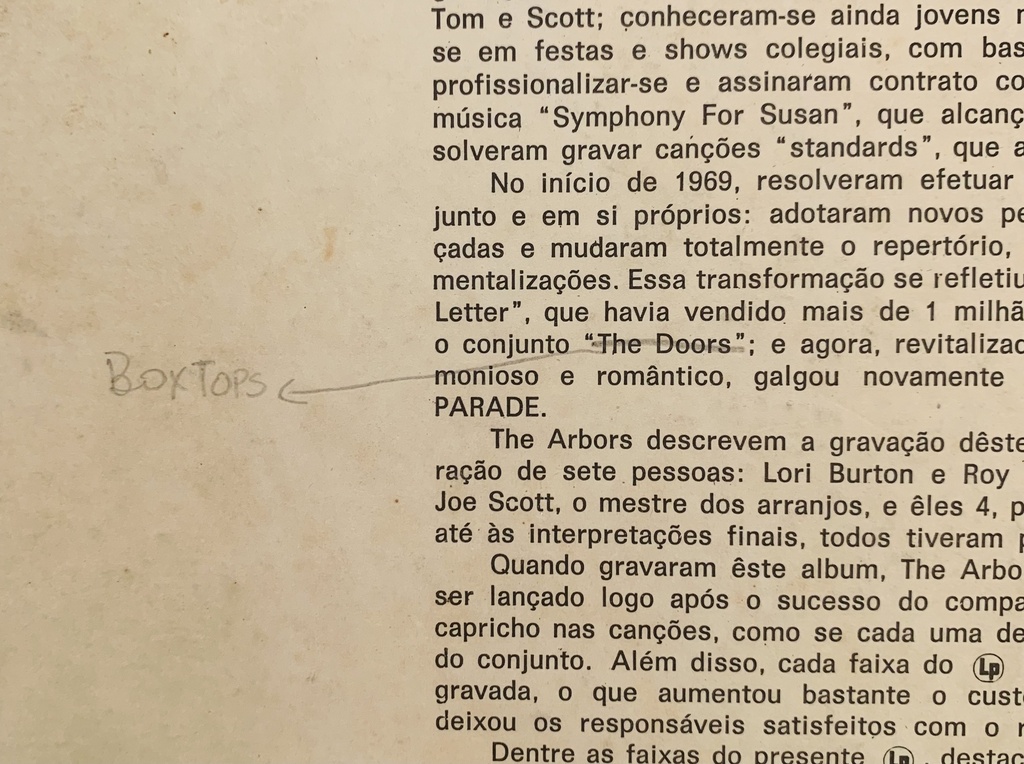 Tom e Scott; conheceram-se ainda jovens
se em festas e shows colegiais, com bas
profissionalizar-se e assinaram contrato co
música “Symphony For Susan”, que alcanç
solveram gravar canções “standards”, que a
No início de 1969, resolveram efetuar
junto e em si próprios: adotaram novos pe
çadas e mudaram totalmente o repertório,
mentalizações. Essa transformação se refletiu
Letter”, que havia vendido mais de 1 milhã
o conjunto “The Doors”; e agora, revitalizad
BOXTOPS
monioso e romântico, galgou novamente
PARADE.
The Arbors descrevem a gravação dêste
ração de sete pessoas: Lori Burton e Roy
Joe Scott, o mestre dos arranjos, e êles 4, p
até às interpretações finais, todos tiveram p
Quando gravaram êste album, The Arbo
ser lançado logo após o sucesso do compa
capricho nas canções, como se cada uma de
do conjunto. Além disso, cada faixa do Lp
gravada, o que aumentou bastante o custo
deixou os responsáveis satisfeitos com o r
Dentre as faixas do presente Lp, destac